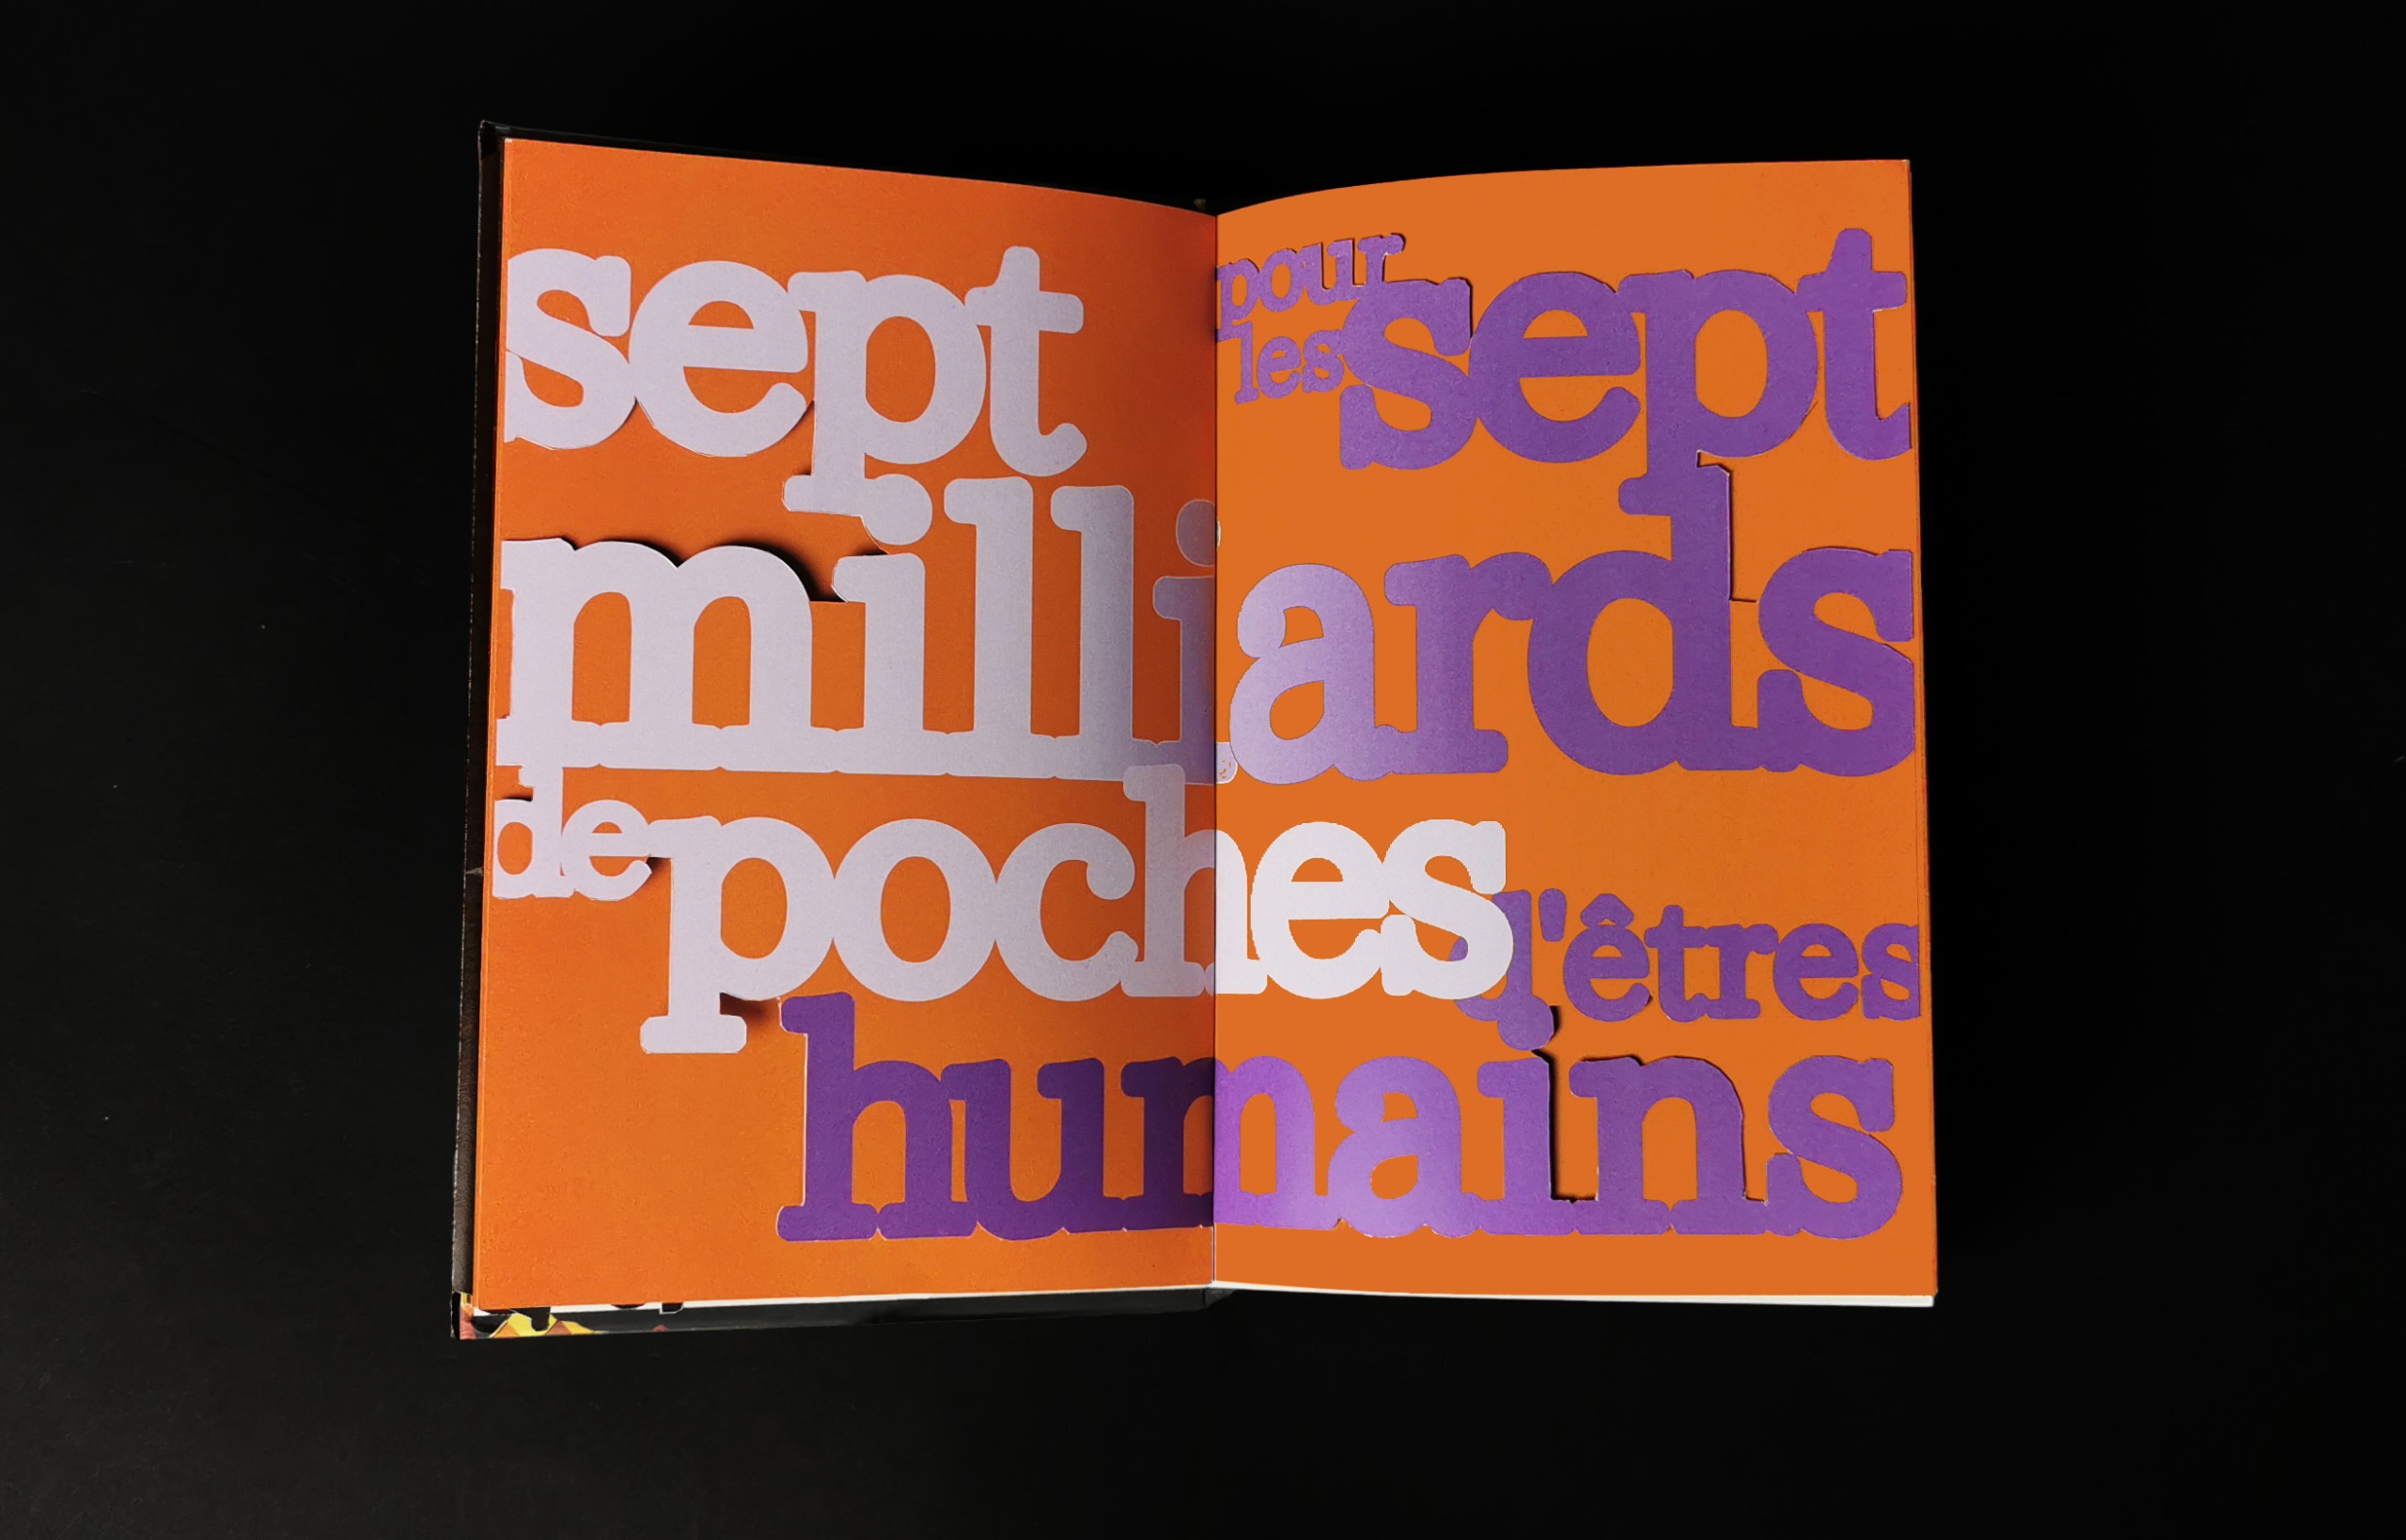 sept
pour
les sept
milliards
de poches
d'êtres
humains